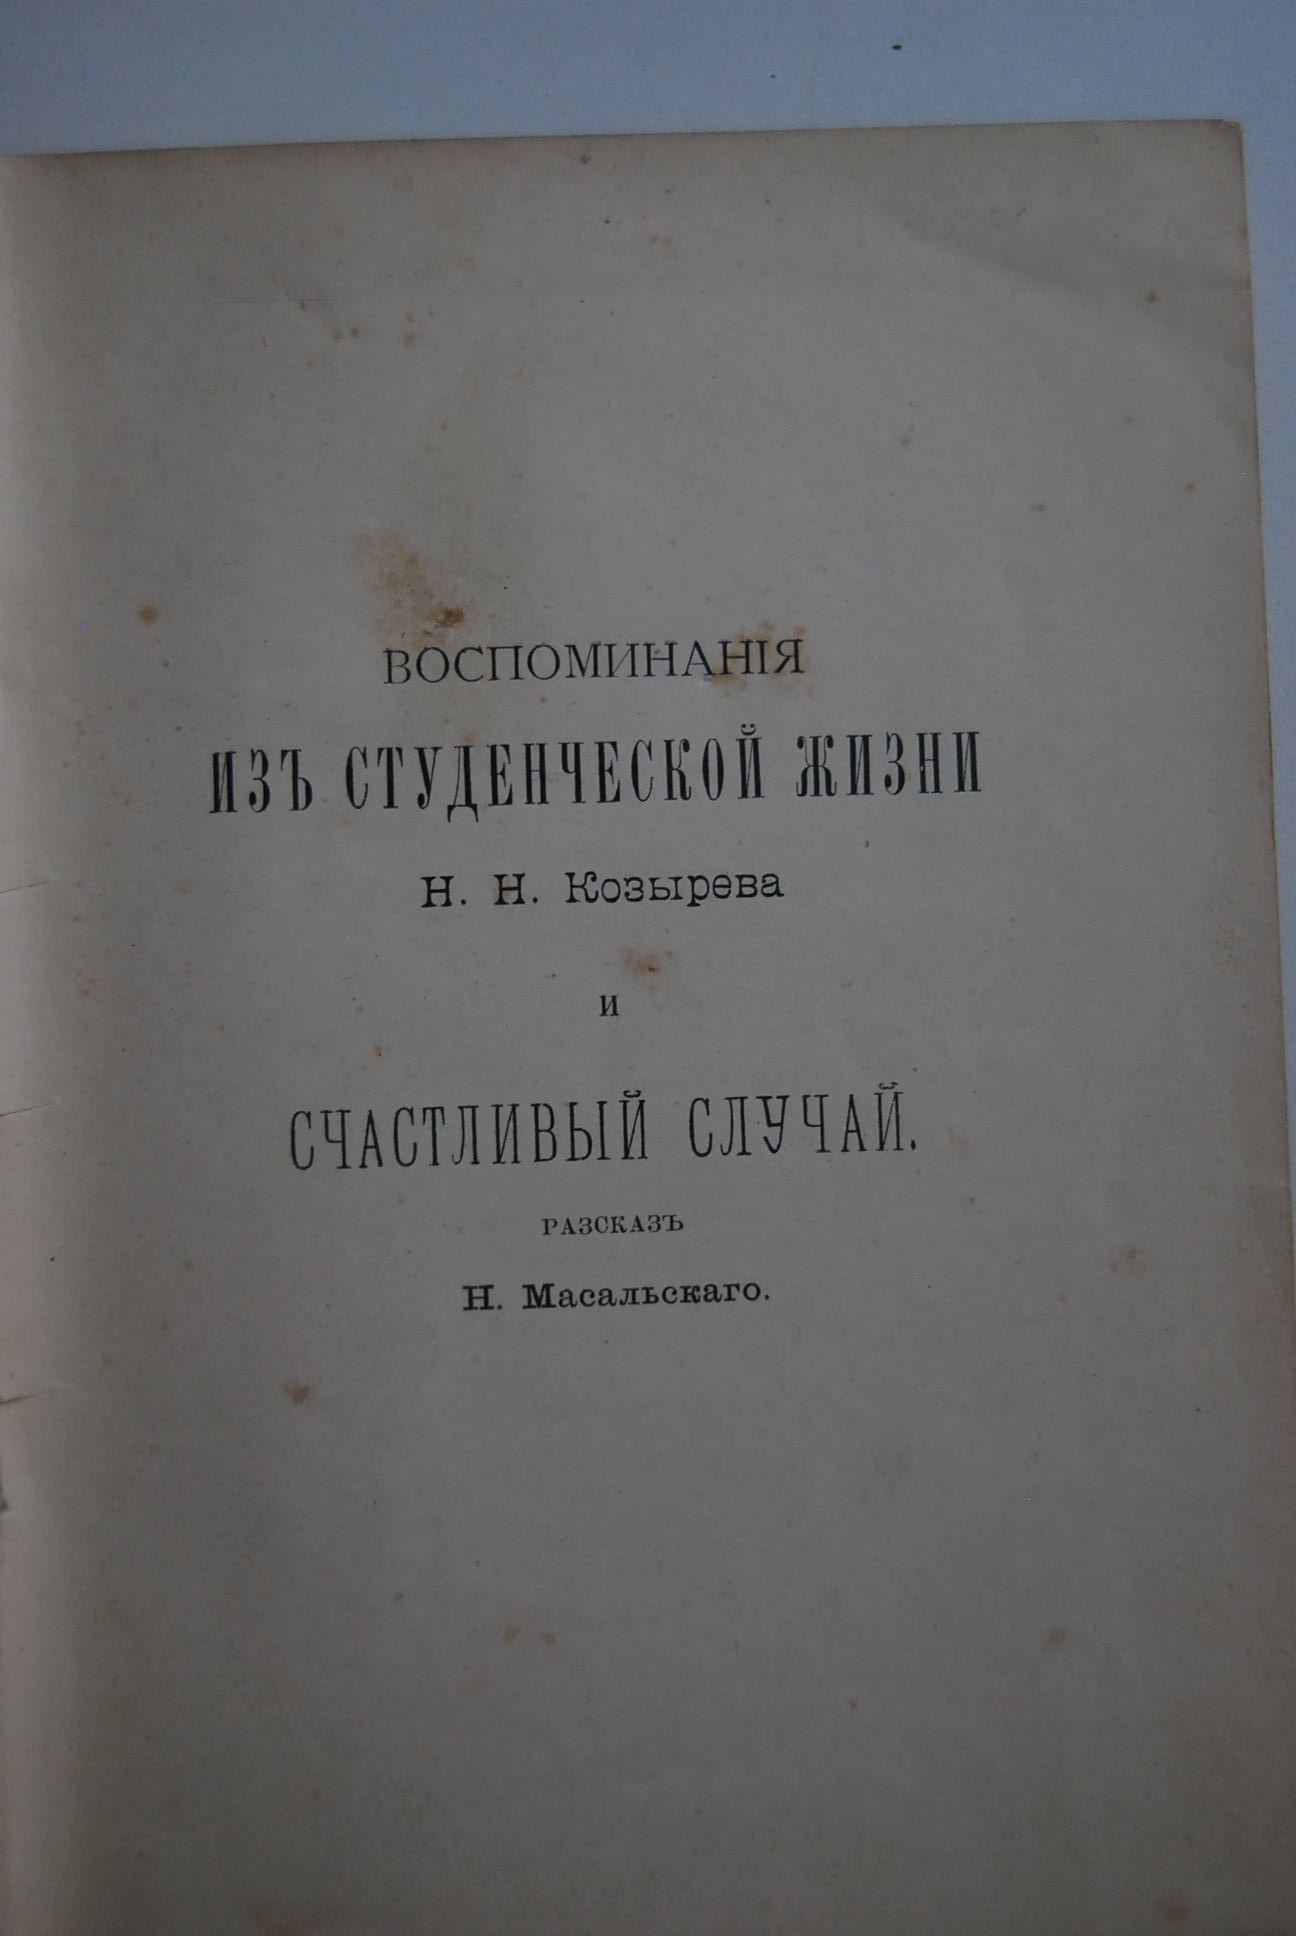 ВОСПОМИНАНІЯ
ИЗЪ СТУДЕНЧЕСКОЙ ЖИЗНИ
Н. Н. Козырева
И
СЧАСТЛИВЫЙ СЛУЧАЙ.
РАЗСКАЗЪ
Н. Масальскаго.